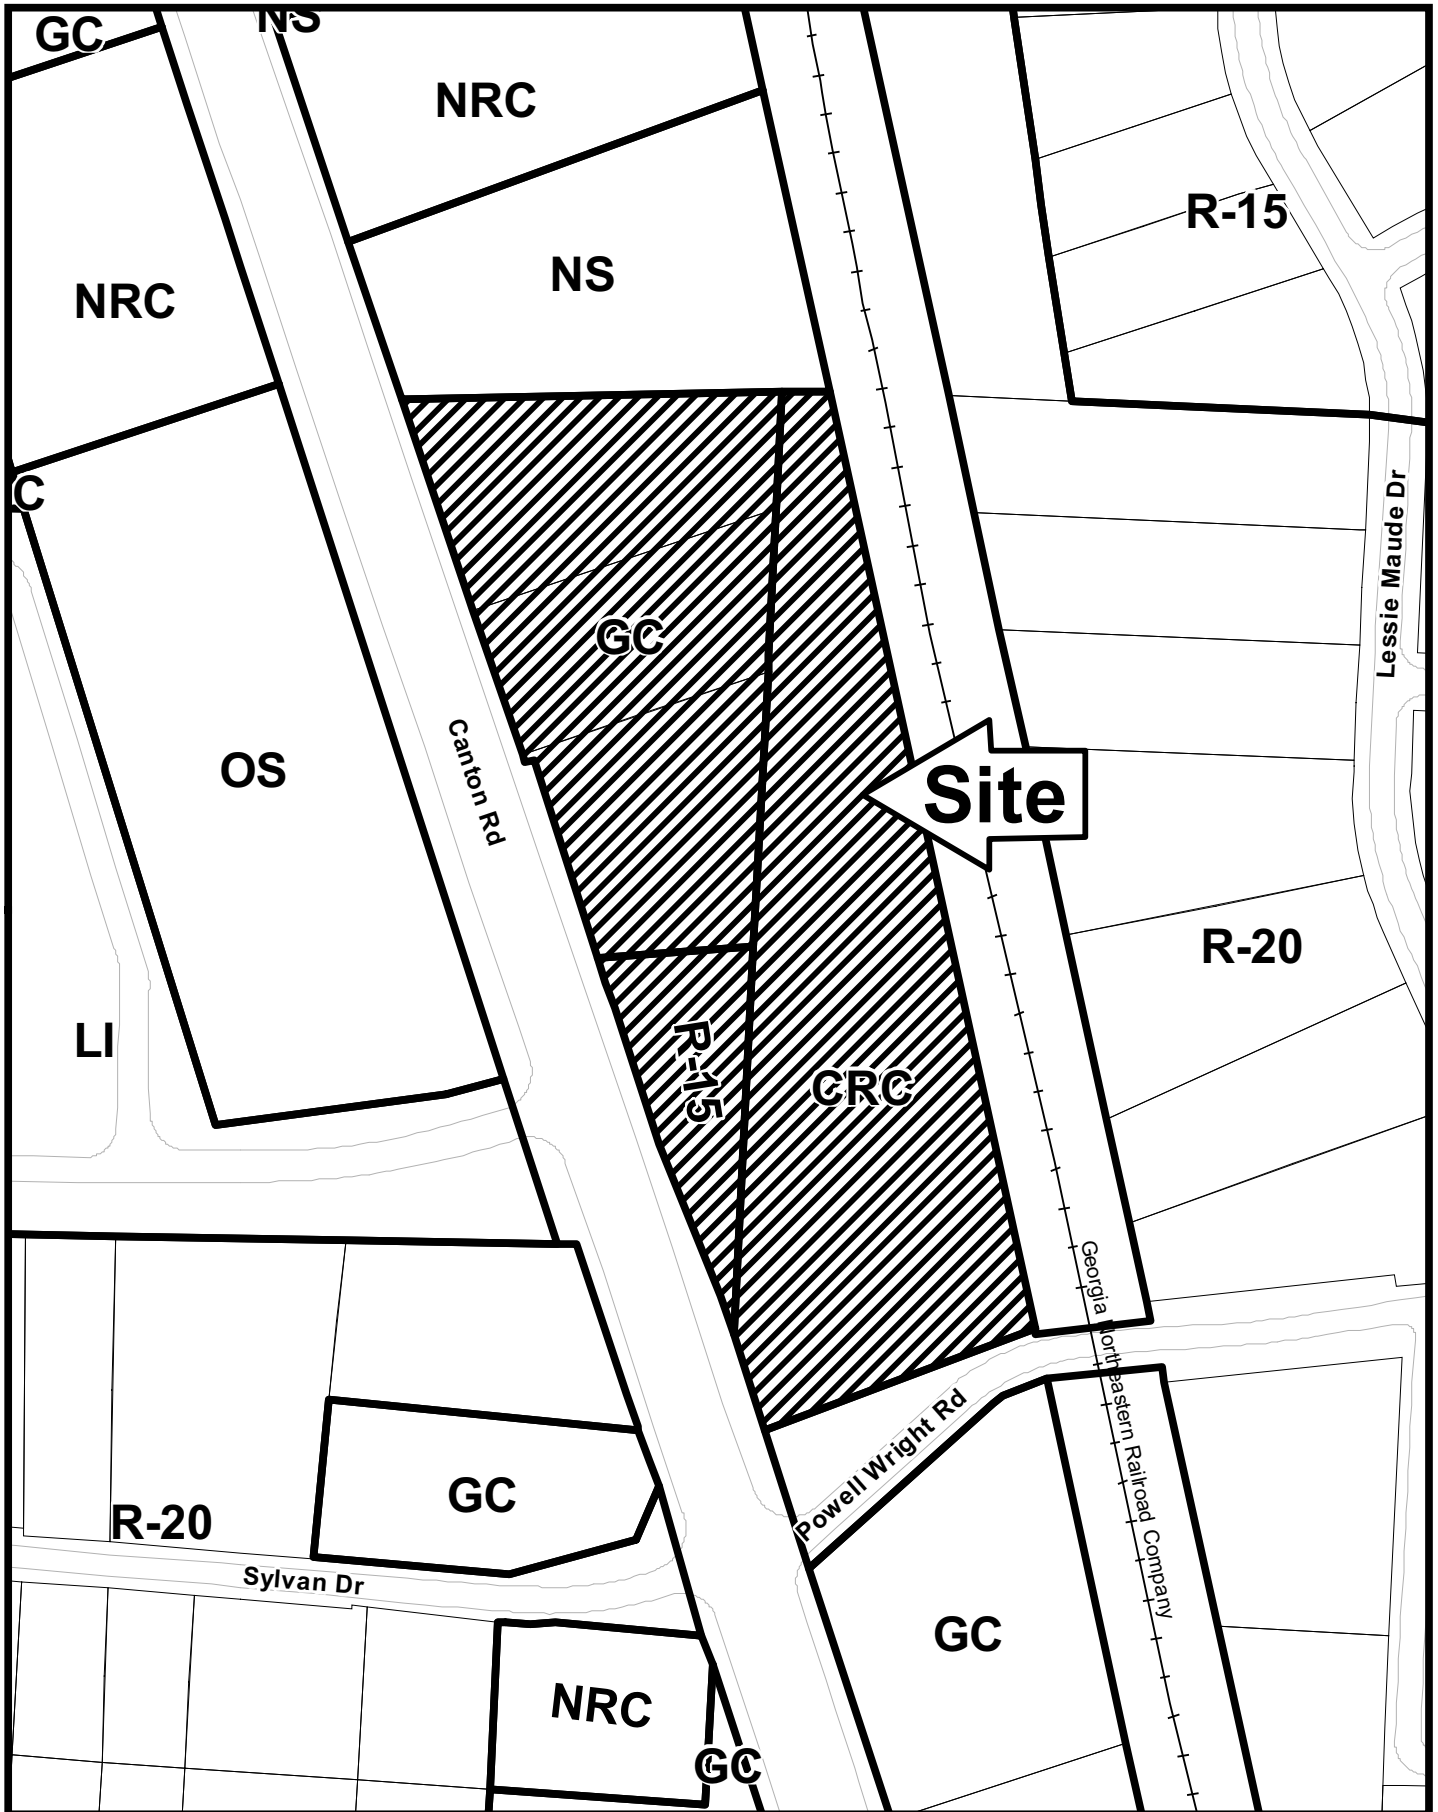 GC
NS
NRC
R-15
NS
NRC
C
Lessie Maude Dr
GC
OS
Canton Rd
Site
R-20
LI
R-15
CRC
Georgia Northeastern Railroad Company
Powell Wright Rd
GC
R-20
Sylvan Dr
GC
NRC
GC